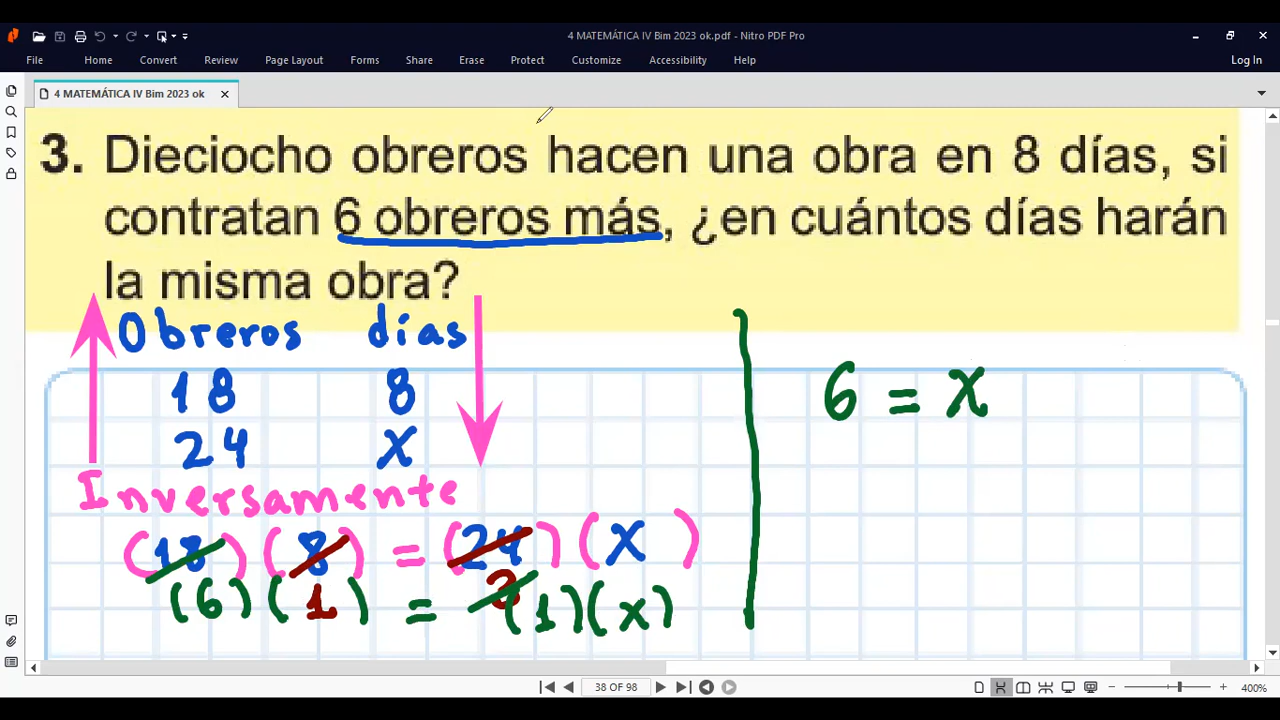 4 MATEMÁTICA IV Bim 2023 ok.pdf - Nitro PDF Pro
File Home Convert Review Page Layout Forms Share Erase Protect Customize Accessibility Help Log In
4 MATEMÁTICA IV Bim 2023 ok
3. Dieciocho obreros hacen una obra en 8 días, si
contratan 6 obreros más, ¿en cuántos días harán
la misma obra?
Obreros días
18 8
24 X
Inversamente
(18) (8) = (24) (X)
3
(6) (1) = (1)(x)
6 = X
38 OF 98
400%